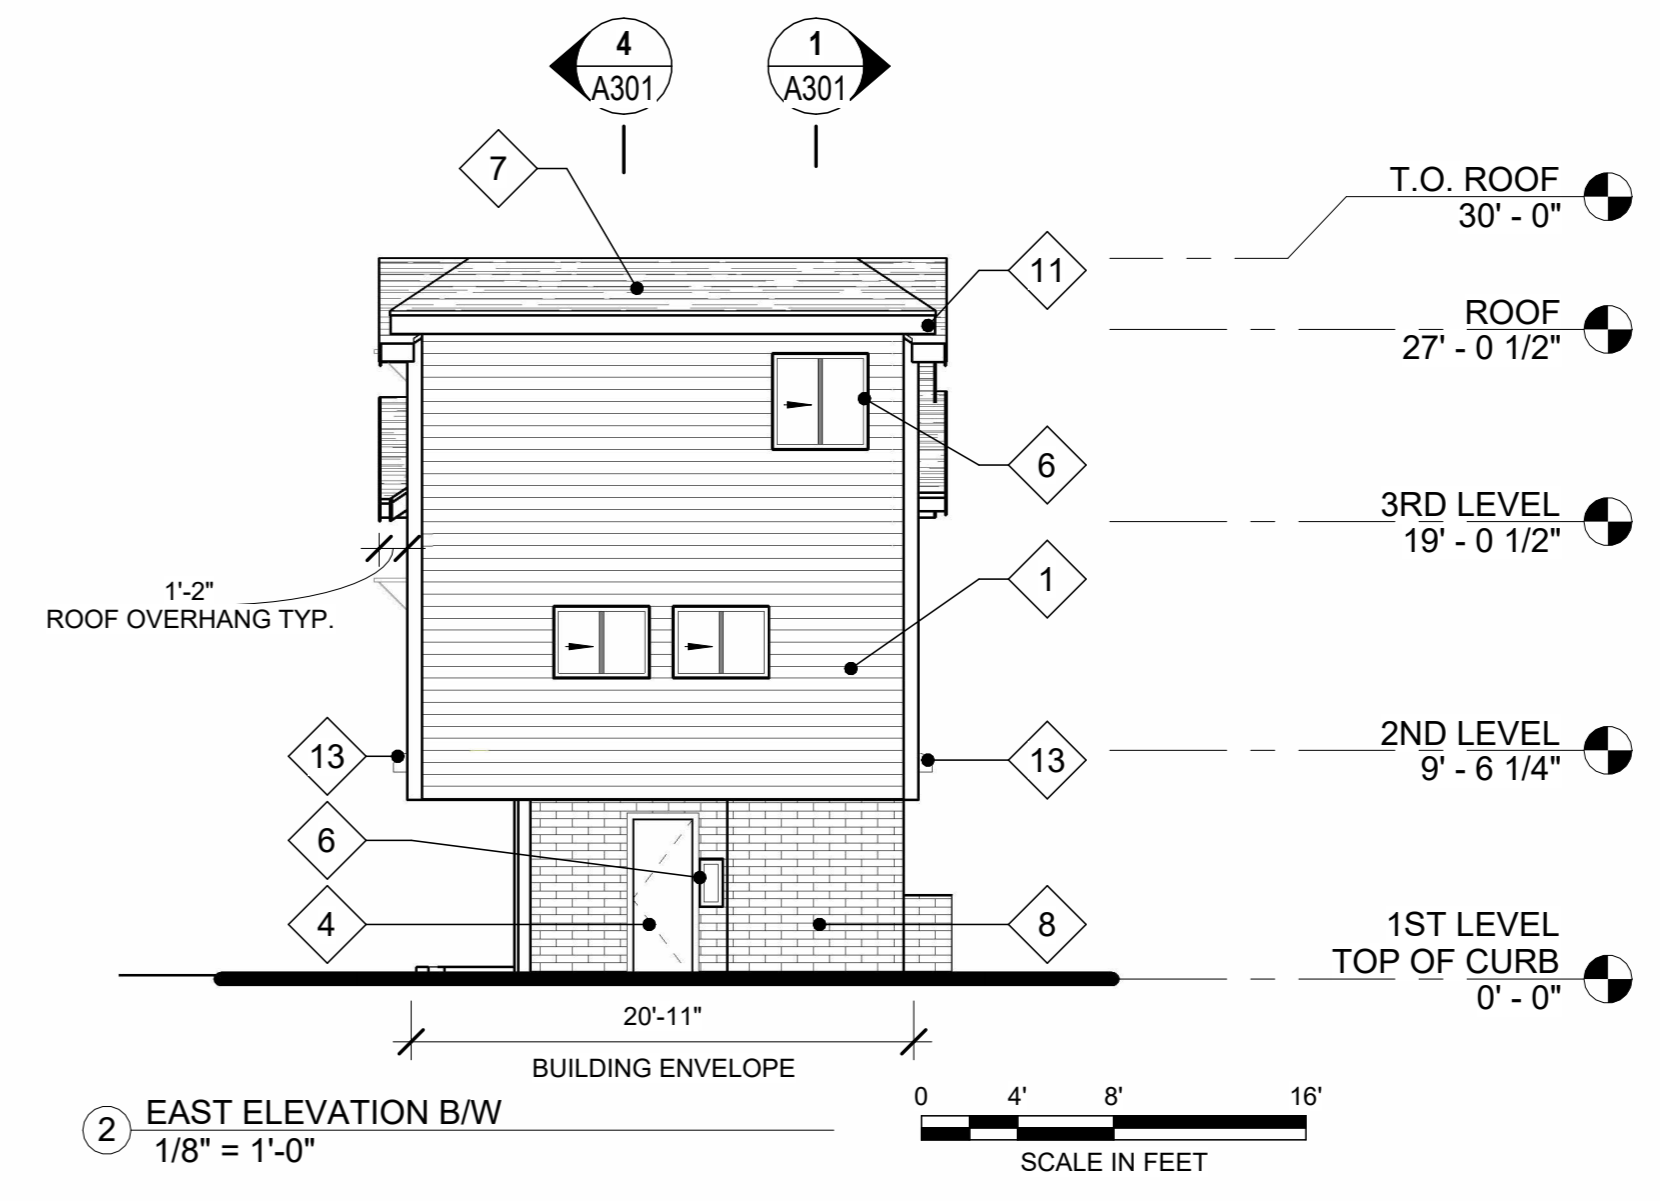 4
A301
1
A301
7
T.O. ROOF
30' - 0"
11
ROOF
27' - 0 1/2"
6
3RD LEVEL
19' - 0 1/2"
1
1'-2"
ROOF OVERHANG TYP.
13
13
2ND LEVEL
9' - 6 1/4"
6
4
8
1ST LEVEL
TOP OF CURB
0' - 0"
20'-11"
BUILDING ENVELOPE
0 4' 8' 16'
SCALE IN FEET
2
EAST ELEVATION B/W
1/8" = 1'-0"